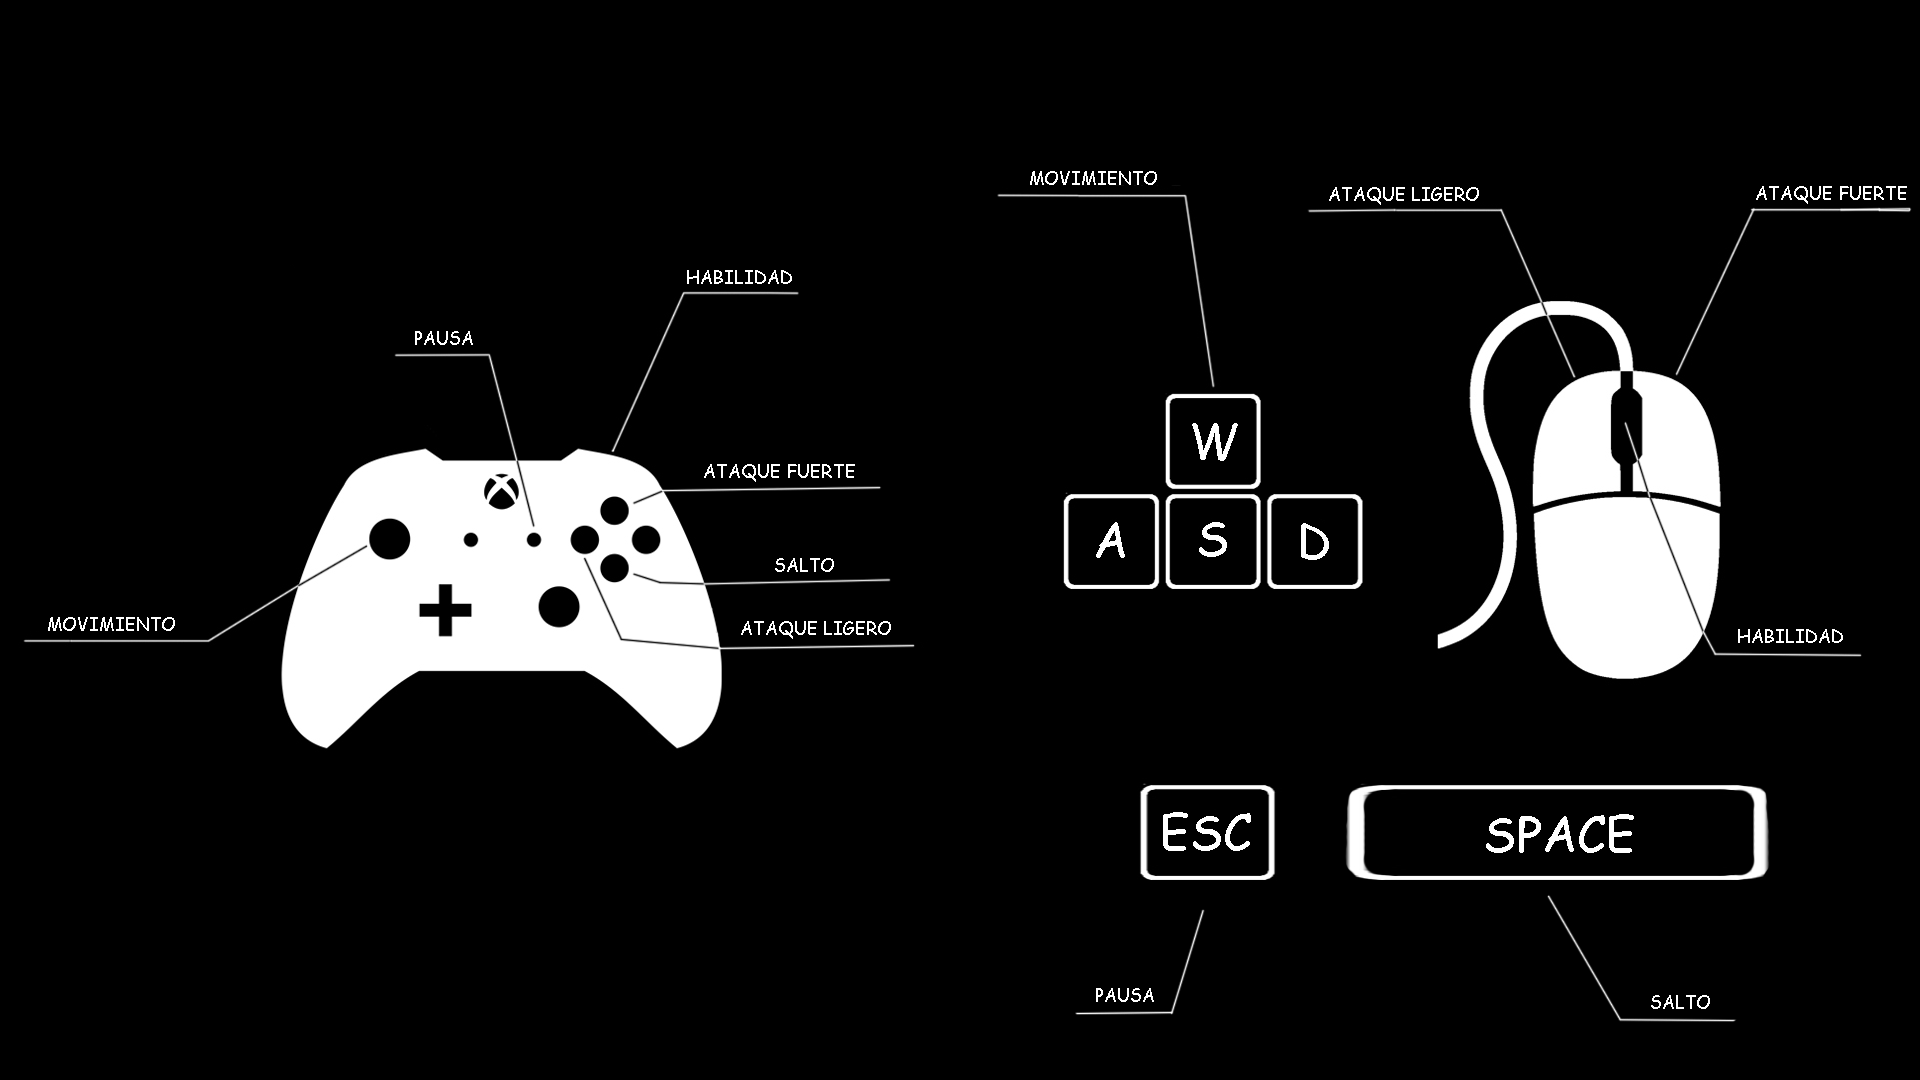 HABILIDAD
PAUSA
ATAQUE FUERTE
SALTO
ATAQUE LIGERO
MOVIMIENTO
MOVIMIENTO
ATAQUE LIGERO
ATAQUE FUERTE
W
A S D
HABILIDAD
ESC
SPACE
PAUSA
SALTO